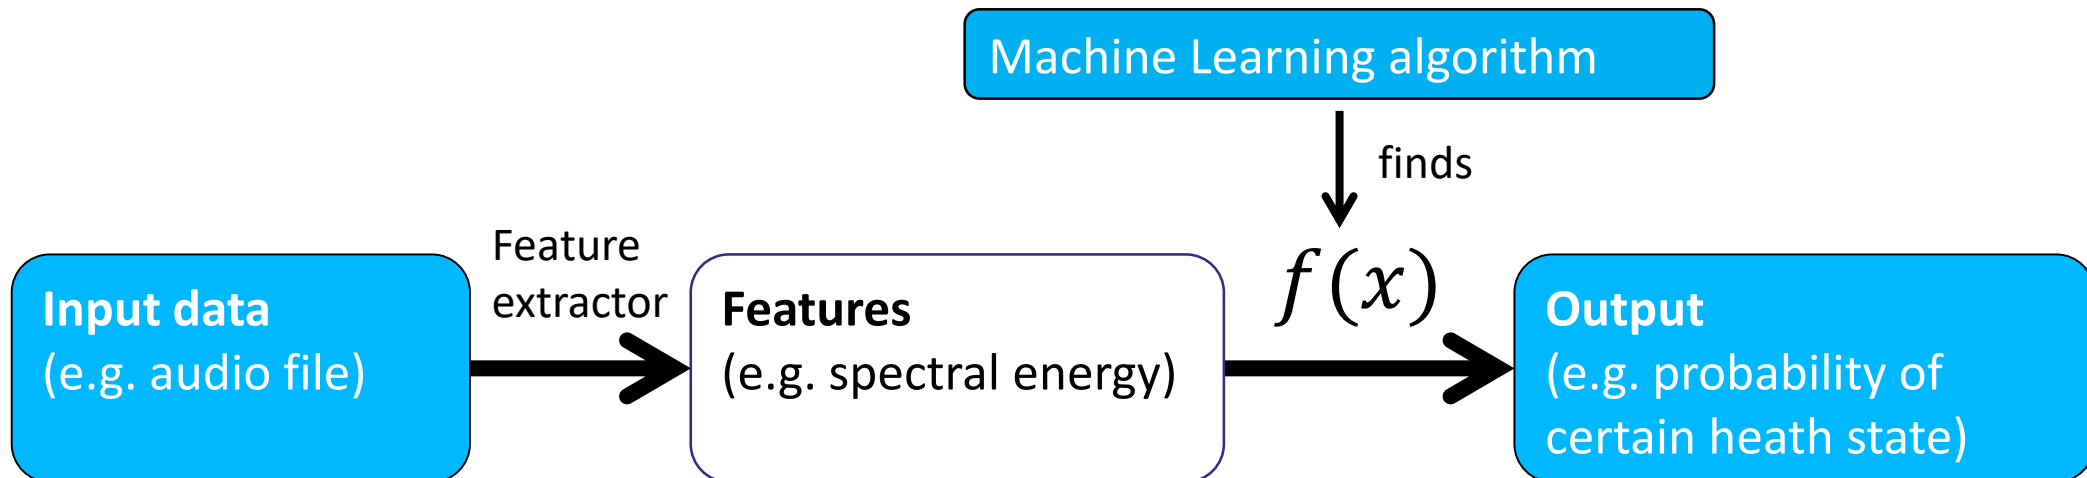 Machine Learning algorithm
finds
Feature
extractor
f(x)
Input data
(e.g. audio file)
Features
(e.g. spectral energy)
Output
(e.g. probability of
certain heath state)